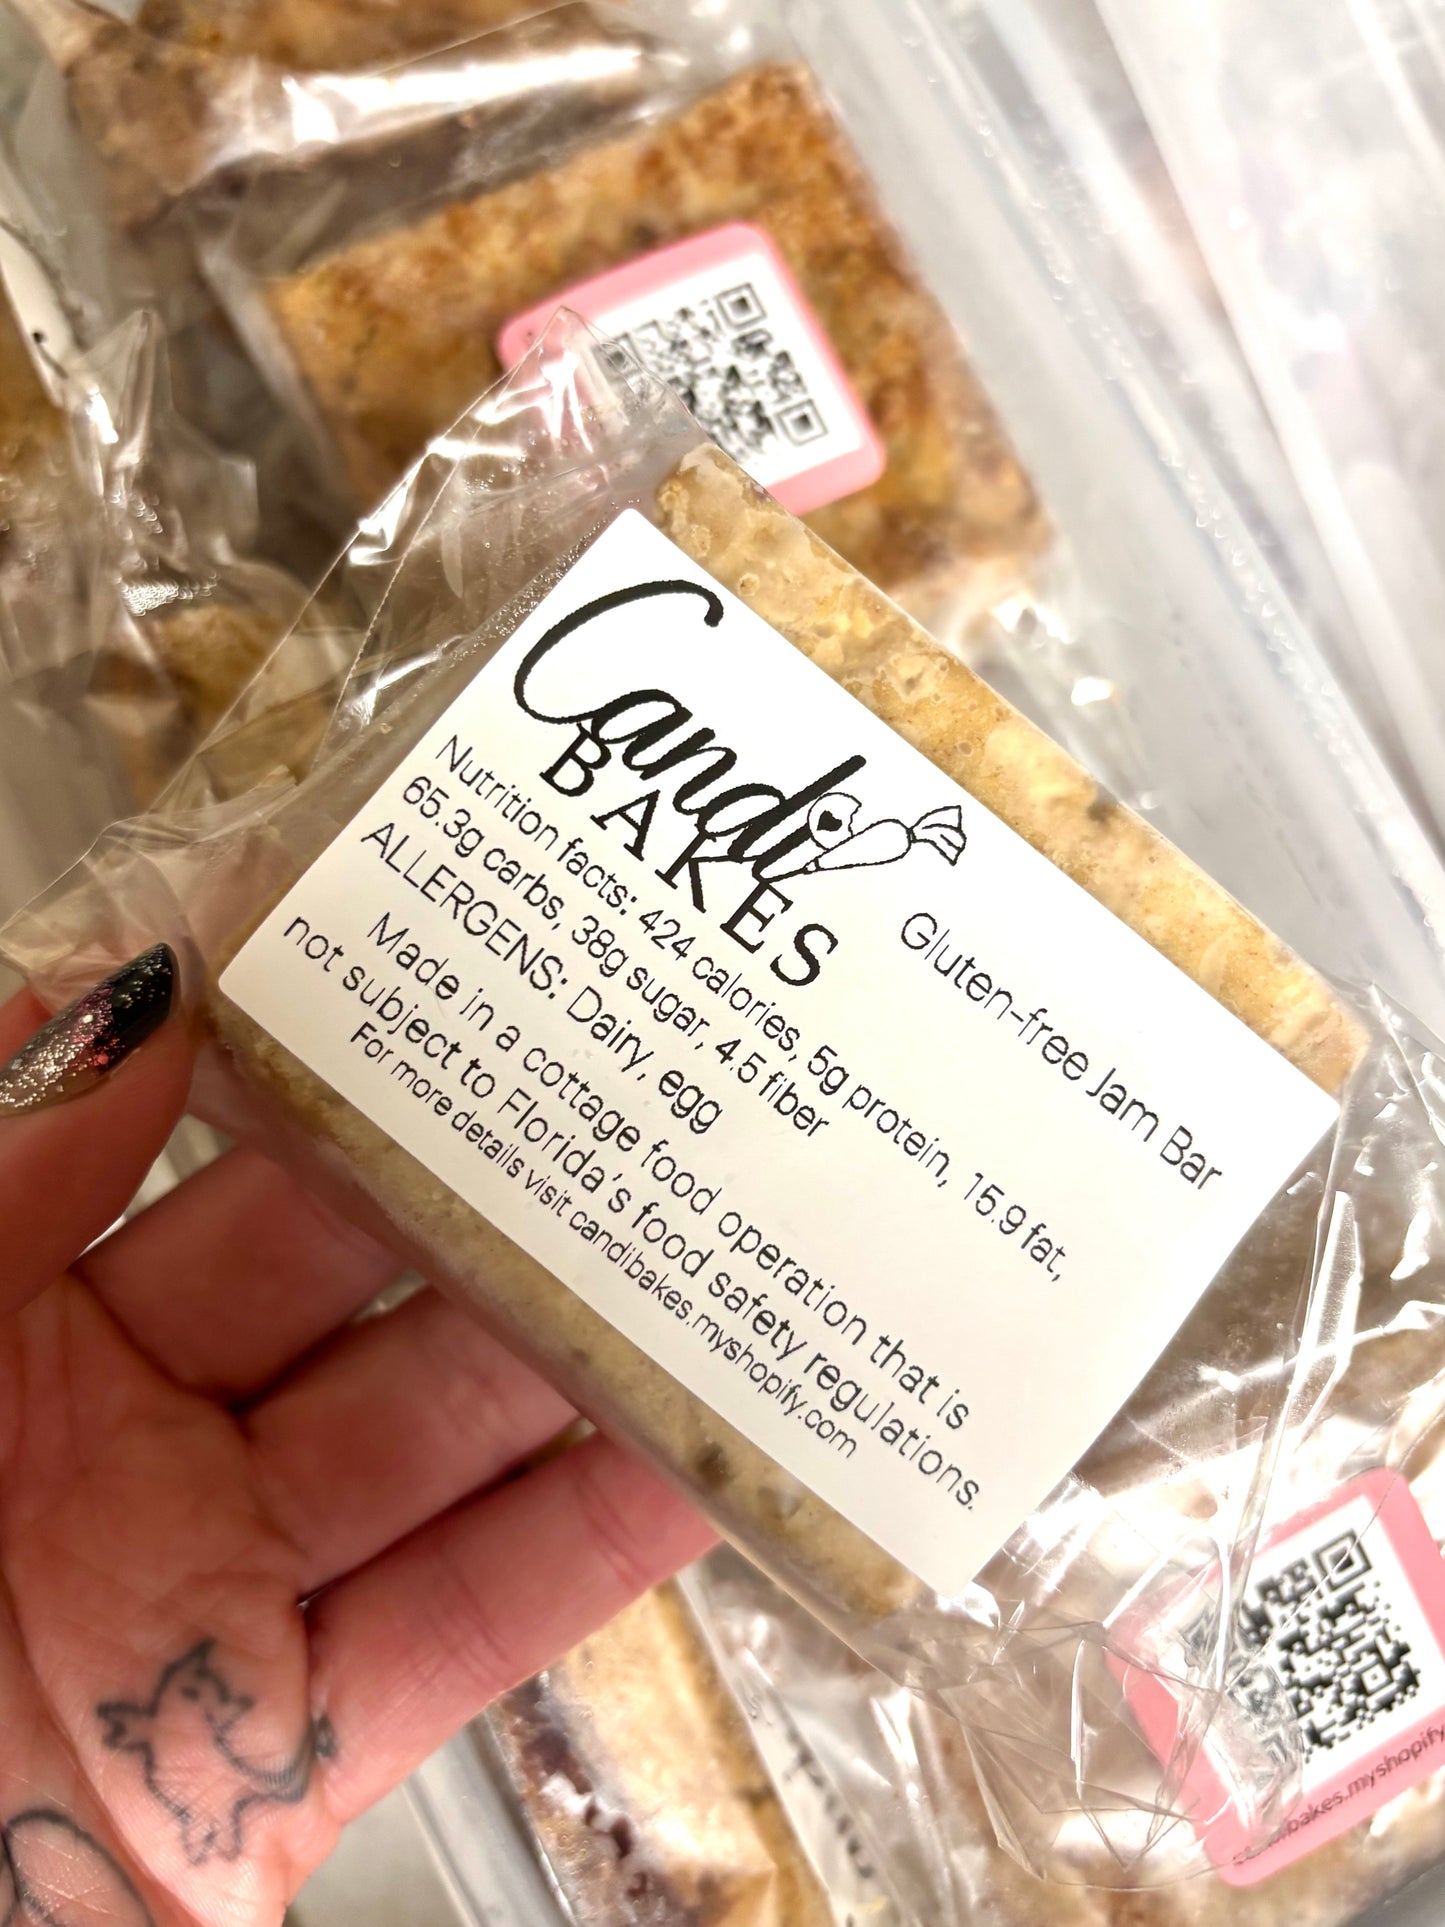 Candi
BAKES
Gluten-free Jam Bar
Nutrition facts: 424 calories, 5g protein, 15.9 fat,
65.3g carbs, 38g sugar, 4.5 fiber
ALLERGENS: Dairy, egg
Made in a cottage food operation that is
not subject to Florida's food safety regulations.
For more details visit candibakes.myshopify.com
candibakes.myshopify